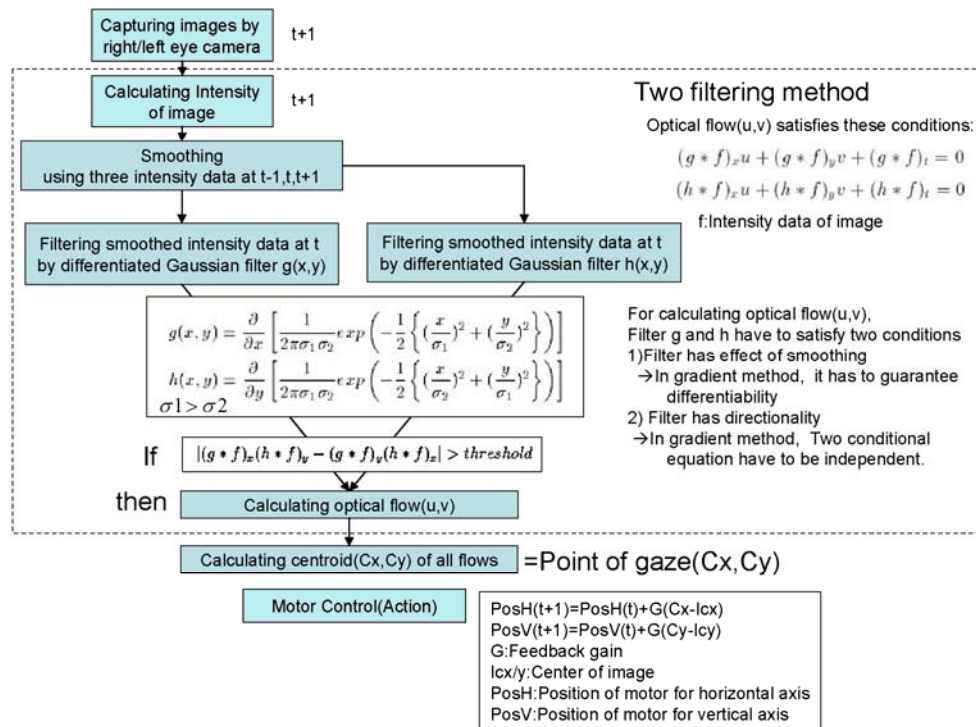 Capturing images by
right/left eye camera
t+1
Calculating Intensity
of image
t+1
Smoothing
using three intensity data at t-1,t,t+1
Filtering smoothed intensity data at t
by differentiated Gaussian filter g(x,y)
Filtering smoothed intensity data at t
by differentiated Gaussian filter h(x,y)
g(x, y) = ∂/∂x [ 1/(2πσ₁σ₂) exp ( -1/2 { (x/σ₁)² + (y/σ₂)² } ) ]
h(x, y) = ∂/∂y [ 1/(2πσ₁σ₂) exp ( -1/2 { (x/σ₂)² + (y/σ₁)² } ) ]
σ1> σ2
If
|(g * f)ₓ(h * f)ᵧ − (g * f)ᵧ(h * f)ₓ| > threshold
then
Calculating optical flow(u,v)
Calculating centroid(Cx,Cy) of all flows
=Point of gaze(Cx,Cy)
Motor Control(Action)
PosH(t+1)=PosH(t)+G(Cx-Icx)
PosV(t+1)=PosV(t)+G(Cy-Icy)
G:Feedback gain
Icx/y:Center of image
PosH:Position of motor for horizontal axis
PosV:Position of motor for vertical axis
Two filtering method
Optical flow(u,v) satisfies these conditions:
(g * f)ₓu + (g * f)ᵧv + (g * f)ₜ = 0
(h * f)ₓu + (h * f)ᵧv + (h * f)ₜ = 0
f:Intensity data of image
For calculating optical flow(u,v),
Filter g and h have to satisfy two conditions
1)Filter has effect of smoothing
→In gradient method, it has to guarantee
differentiability
2) Filter has directionality
→In gradient method, Two conditional
equation have to be independent.